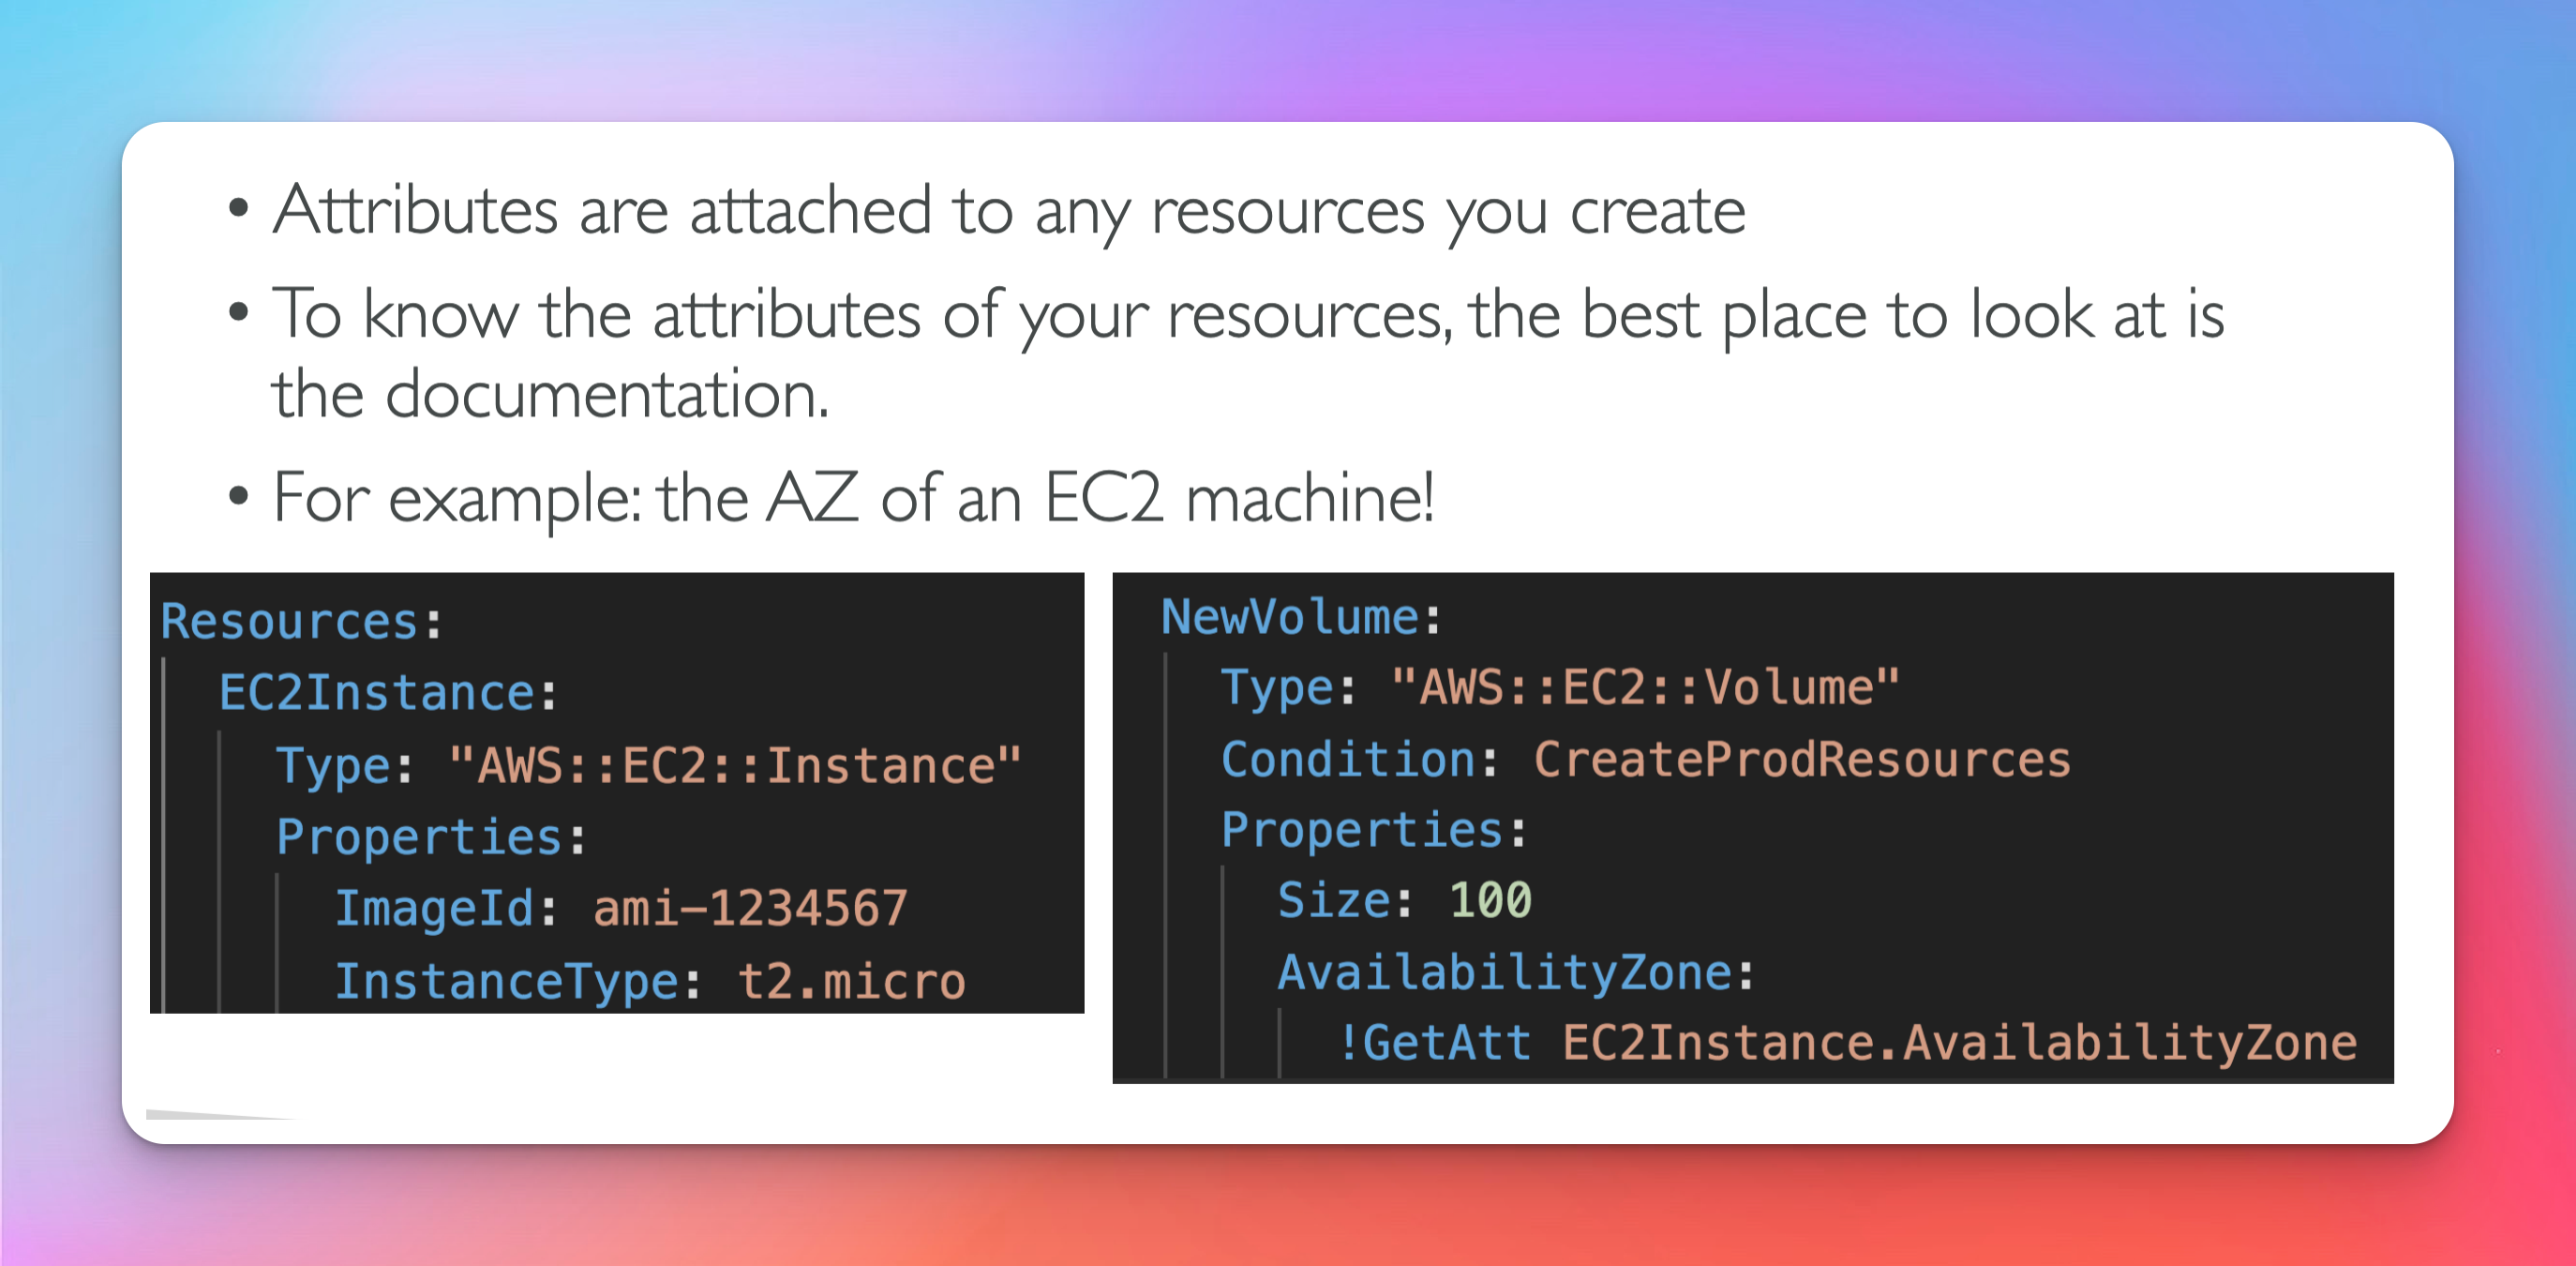 • Attributes are attached to any resources you create
• To know the attributes of your resources, the best place to look at is
the documentation.
• For example: the AZ of an EC2 machine!
Resources:
  EC2Instance:
    Type: "AWS::EC2::Instance"
    Properties:
      ImageId: ami-1234567
      InstanceType: t2.micro
NewVolume:
  Type: "AWS::EC2::Volume"
  Condition: CreateProdResources
  Properties:
    Size: 100
    AvailabilityZone:
      !GetAtt EC2Instance.AvailabilityZone